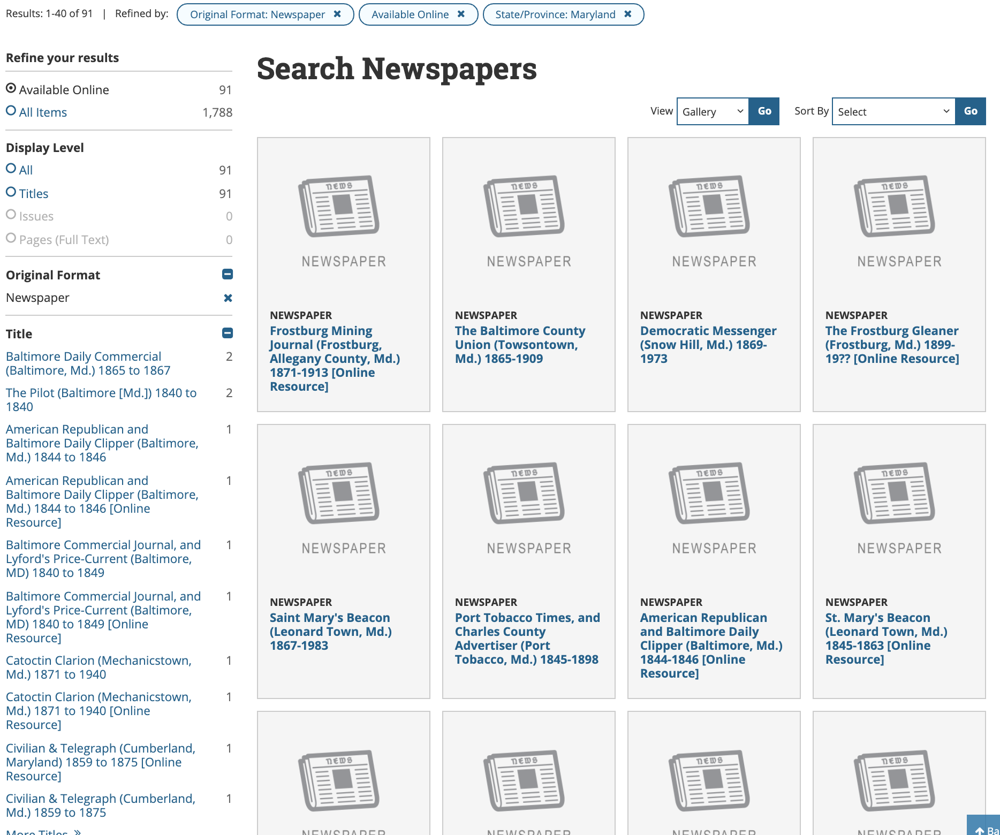 Results: 1-40 of 91 | Refined by: Original Format: Newspaper ✖ Available Online ✖ State/Province: Maryland ✖
Refine your results
Available Online 91
All Items 1,788
Display Level
All 91
Titles 91
Issues 0
Pages (Full Text) 0
Original Format
Newspaper ✖
Title
Baltimore Daily Commercial 2
(Baltimore, Md.) 1865 to 1867
The Pilot (Baltimore [Md.]) 1840 to 2
1840
American Republican and 1
Baltimore Daily Clipper (Baltimore,
Md.) 1844 to 1846
American Republican and 1
Baltimore Daily Clipper (Baltimore,
Md.) 1844 to 1846 [Online
Resource]
Baltimore Commercial Journal, and 1
Lyford's Price-Current (Baltimore,
MD) 1840 to 1849
Baltimore Commercial Journal, and 1
Lyford's Price-Current (Baltimore,
MD) 1840 to 1849 [Online
Resource]
Catoctin Clarion (Mechanicstown, 1
Md.) 1871 to 1940
Catoctin Clarion (Mechanicstown, 1
Md.) 1871 to 1940 [Online
Resource]
Civilian & Telegraph (Cumberland, 1
Maryland) 1859 to 1875 [Online
Resource]
Civilian & Telegraph (Cumberland, 1
Md.) 1859 to 1875
More Titles »
Search Newspapers
View Gallery Go Sort By Select Go
NEWS
NEWSPAPER
NEWSPAPER
Frostburg Mining
Journal (Frostburg,
Allegany County, Md.)
1871-1913 [Online
Resource]
NEWS
NEWSPAPER
NEWSPAPER
The Baltimore County
Union (Towsontown,
Md.) 1865-1909
NEWS
NEWSPAPER
NEWSPAPER
Democratic Messenger
(Snow Hill, Md.) 1869-
1973
NEWS
NEWSPAPER
NEWSPAPER
The Frostburg Gleaner
(Frostburg, Md.) 1899-
19?? [Online Resource]
NEWS
NEWSPAPER
NEWSPAPER
Saint Mary's Beacon
(Leonard Town, Md.)
1867-1983
NEWS
NEWSPAPER
NEWSPAPER
Port Tobacco Times, and
Charles County
Advertiser (Port
Tobacco, Md.) 1845-1898
NEWS
NEWSPAPER
NEWSPAPER
American Republican
and Baltimore Daily
Clipper (Baltimore, Md.)
1844-1846 [Online
Resource]
NEWS
NEWSPAPER
NEWSPAPER
St. Mary's Beacon
(Leonard Town, Md.)
1845-1863 [Online
Resource]
NEWS
NEWSPAPER
NEWS
NEWSPAPER
NEWS
NEWSPAPER
NEWS
NEWSPAPER
Ba